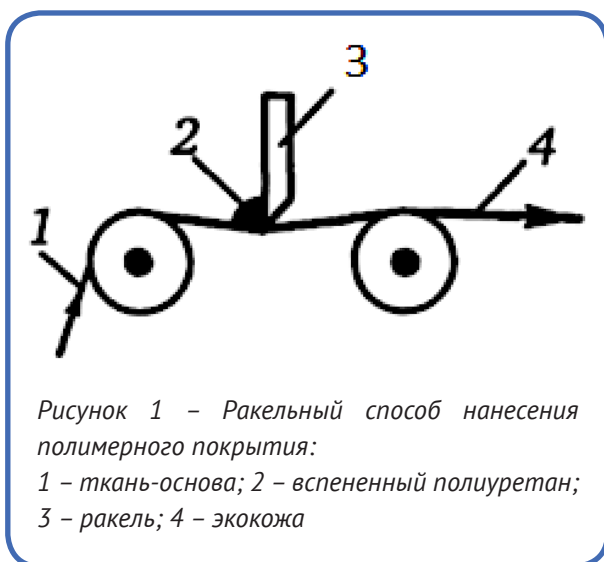 3
2
4
1
Рисунок 1 – Ракельный способ нанесения
полимерного покрытия:
1 – ткань-основа; 2 – вспененный полиуретан;
3 – ракель; 4 – экокожа